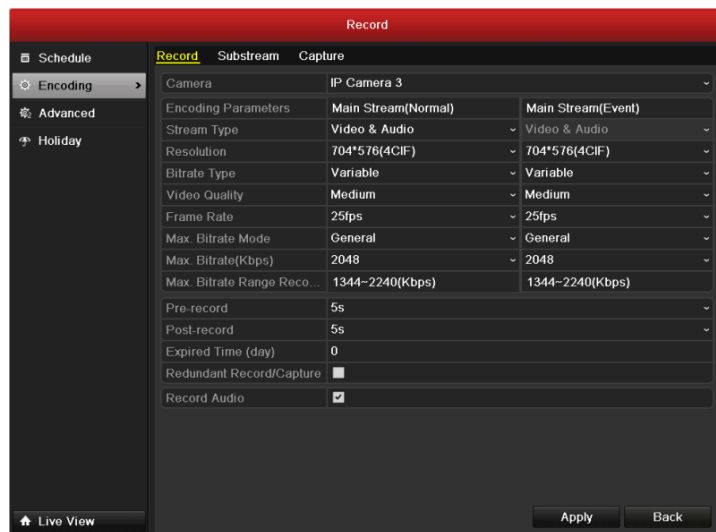 Record
Schedule
Encoding
Advanced
Holiday
Live View
Record Substream Capture
Camera IP Camera 3
Encoding Parameters Main Stream(Normal) Main Stream(Event)
Stream Type Video & Audio Video & Audio
Resolution 704*576(4CIF) 704*576(4CIF)
Bitrate Type Variable Variable
Video Quality Medium Medium
Frame Rate 25fps 25fps
Max. Bitrate Mode General General
Max. Bitrate(Kbps) 2048 2048
Max. Bitrate Range Reco... 1344~2240(Kbps) 1344~2240(Kbps)
Pre-record 5s
Post-record 5s
Expired Time (day) 0
Redundant Record/Capture
Record Audio
Apply Back